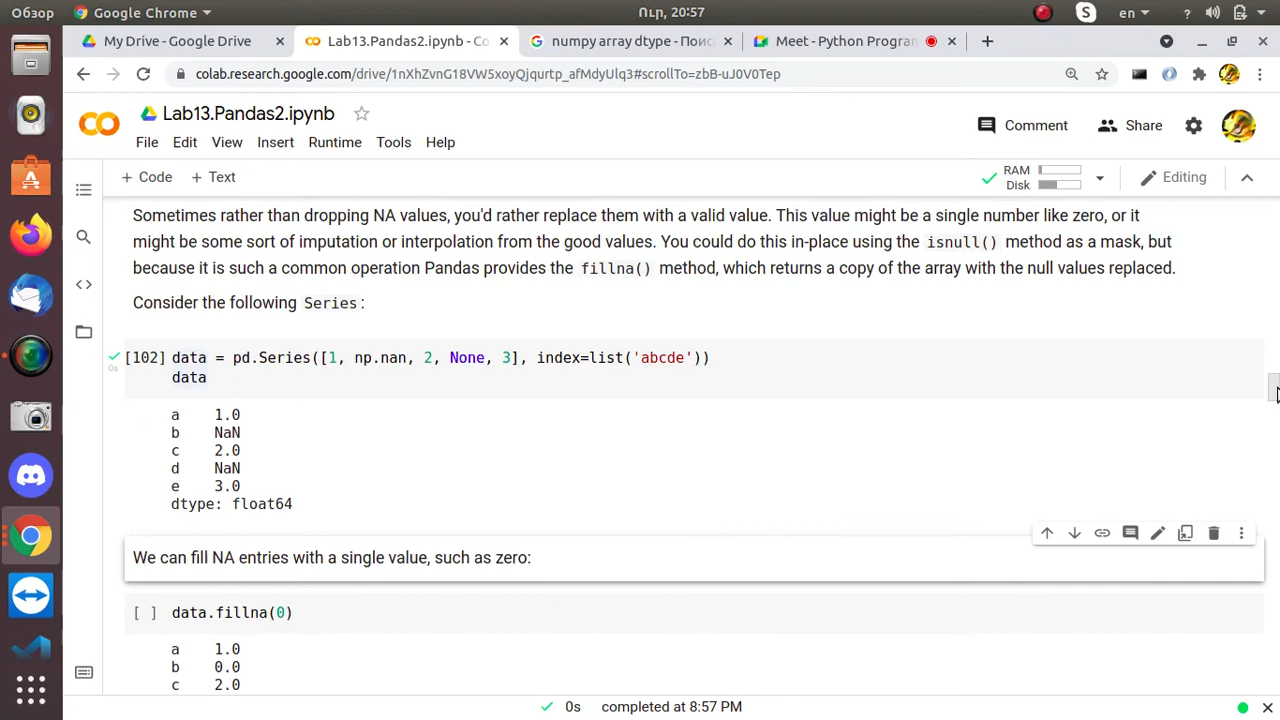 Обзор
Google Chrome
Ուր, 20:57
en
My Drive - Google Drive
Lab13.Pandas2.ipynb - Co
numpy array dtype - Поис
Meet - Python Progran
colab.research.google.com/drive/1nXhZvnG18VW5xoyQjqurtp_afMdyUlq3#scrollTo=zbB-uJ0V0Tep
Lab13.Pandas2.ipynb
Comment
Share
File Edit View Insert Runtime Tools Help
+ Code + Text
RAM
Disk
Editing
Sometimes rather than dropping NA values, you'd rather replace them with a valid value. This value might be a single number like zero, or it
might be some sort of imputation or interpolation from the good values. You could do this in-place using the isnull() method as a mask, but
because it is such a common operation Pandas provides the fillna() method, which returns a copy of the array with the null values replaced.
Consider the following Series:
[102] data = pd.Series([1, np.nan, 2, None, 3], index=list('abcde'))
0s
data
a 1.0
b NaN
c 2.0
d NaN
e 3.0
dtype: float64
We can fill NA entries with a single value, such as zero:
[ ] data.fillna(0)
a 1.0
b 0.0
c 2.0
0s completed at 8:57 PM